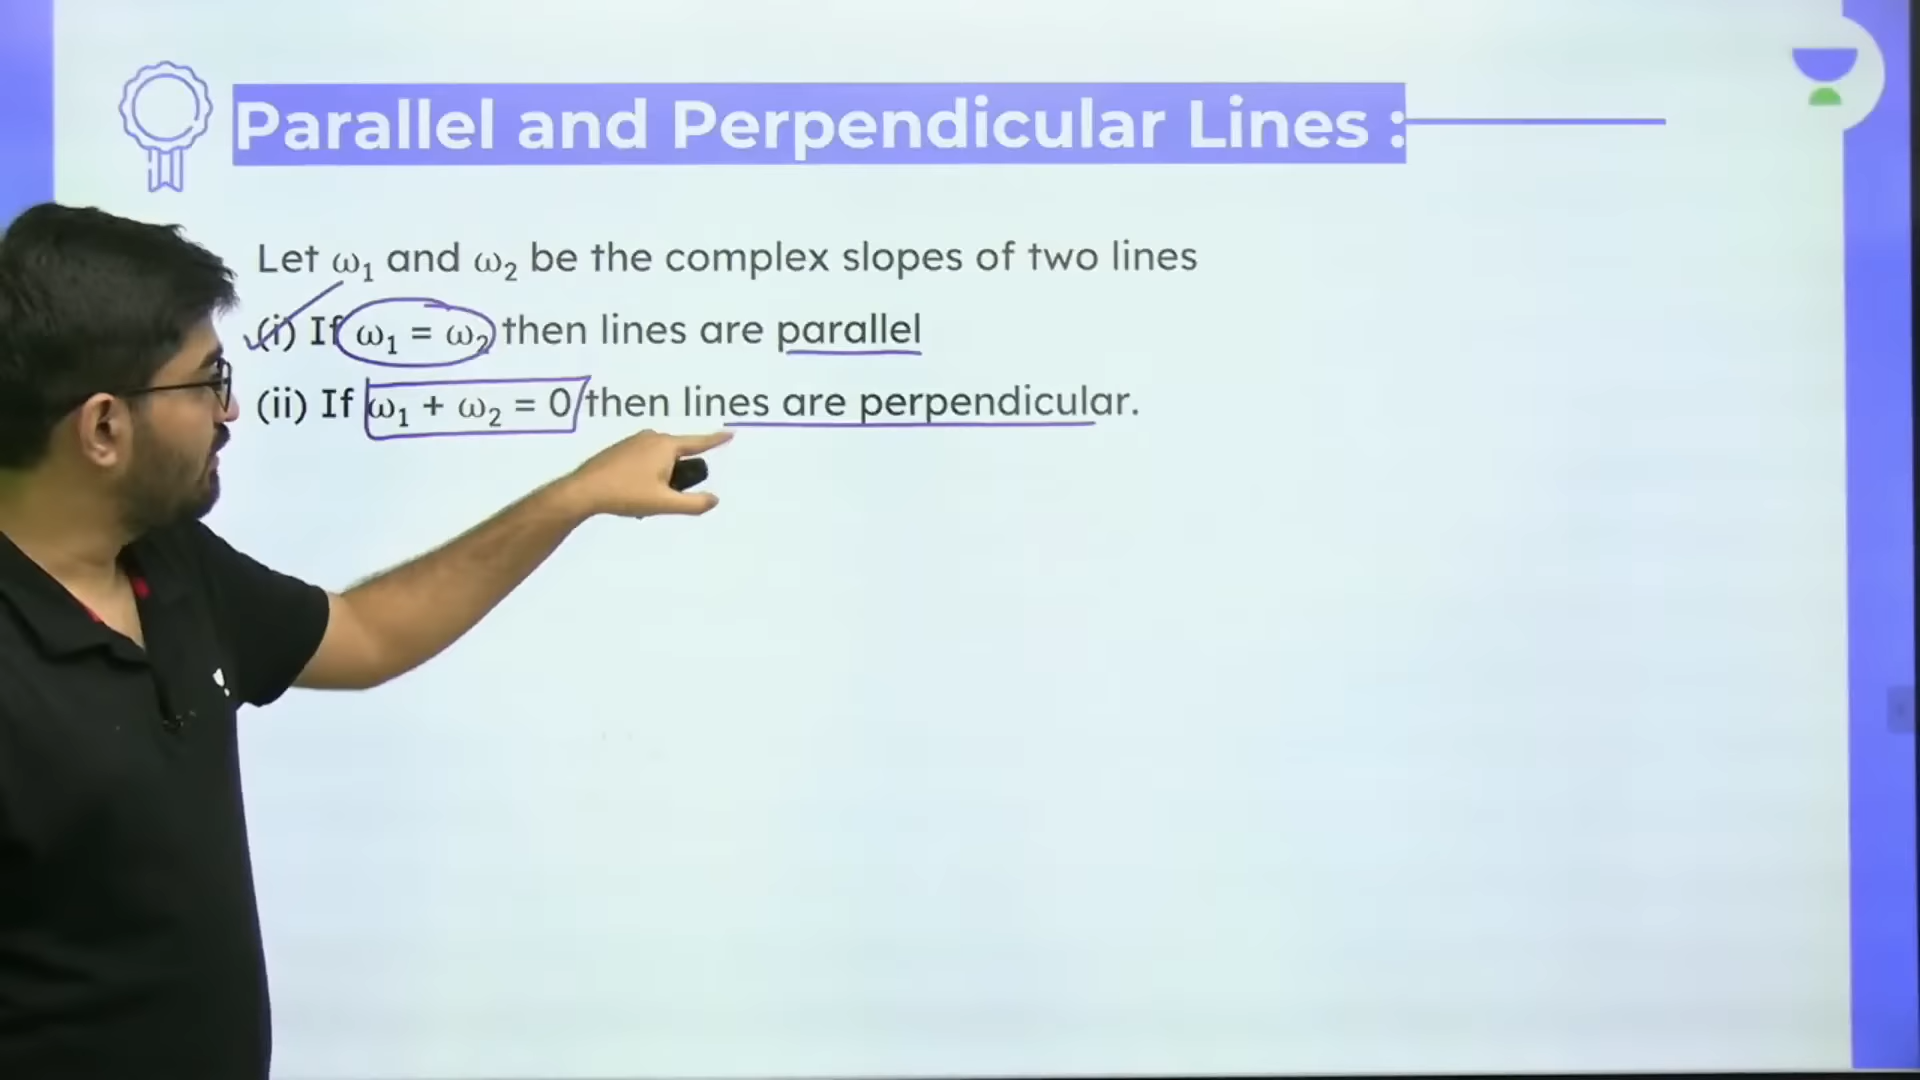 Parallel and Perpendicular Lines :
Let ω₁ and ω₂ be the complex slopes of two lines
(i) If ω₁ = ω₂ then lines are parallel
(ii) If ω₁ + ω₂ = 0 then lines are perpendicular.